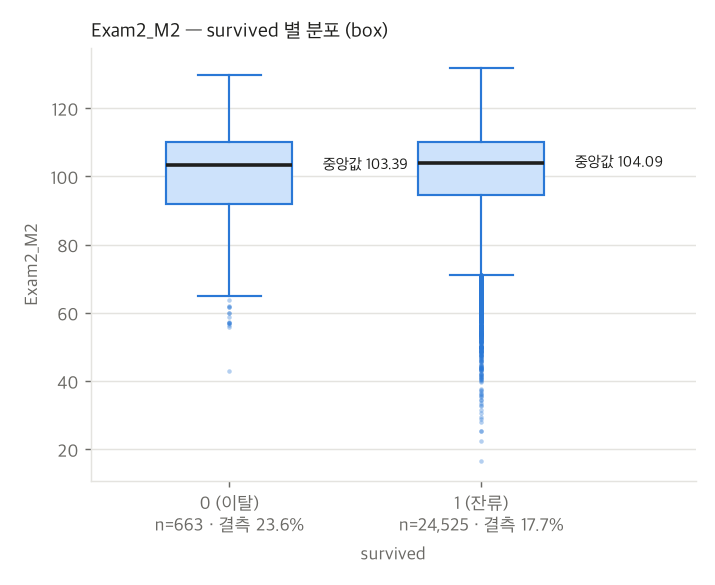 Exam2_M2 — survived 별 분포 (box)
120
100
80
60
40
20
Exam2_M2
중앙값 103.39
중앙값 104.09
0 (이탈)
n=663 · 결측 23.6%
1 (잔류)
n=24,525 · 결측 17.7%
survived